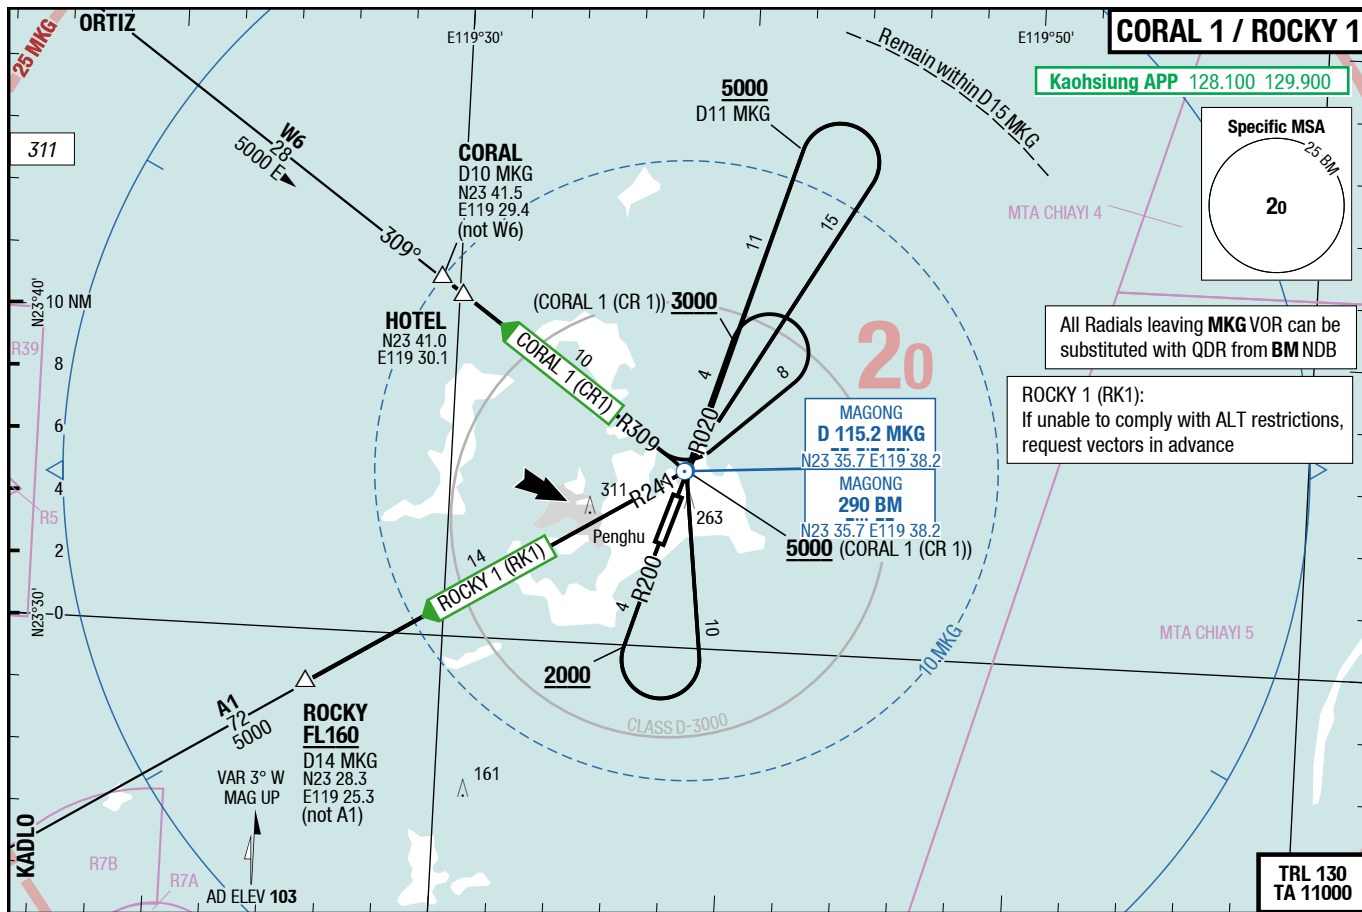 ORTIZ
25 MKG
E119°30'
E119°50'
CORAL 1 / ROCKY 1
Kaohsiung APP 128.100 129.900
Remain within D15 MKG
5000
D11 MKG
311
W6
28
5000 E
309°
CORAL
D10 MKG
N23 41.5
E119 29.4
(not W6)
Specific MSA
25 BM
20
MTA CHIAYI 4
11
15
N23°40'
10 NM
R39
HOTEL
N23 41.0
E119 30.1
(CORAL 1 (CR 1)) 3000
All Radials leaving MKG VOR can be
substituted with QDR from BM NDB
10
CORAL 1 (CR1)
R309
4
8
R020
20
8
6
4
2
0
ROCKY 1 (RK1):
If unable to comply with ALT restrictions,
request vectors in advance
MAGONG
D 115.2 MKG
N23 35.7 E119 38.2
MAGONG
290 BM
N23 35.7 E119 38.2
R5
311
R241
263
Penghu
5000 (CORAL 1 (CR 1))
14
ROCKY 1 (RK1)
R200
4
10
N23°30'
MTA CHIAYI 5
10 MKG
2000
CLASS D-3000
A1
72
5000
ROCKY
FL160
D14 MKG
N23 28.3
E119 25.3
(not A1)
VAR 3° W
MAG UP
161
KADLO
R7B
R7A
AD ELEV 103
TRL 130
TA 11000